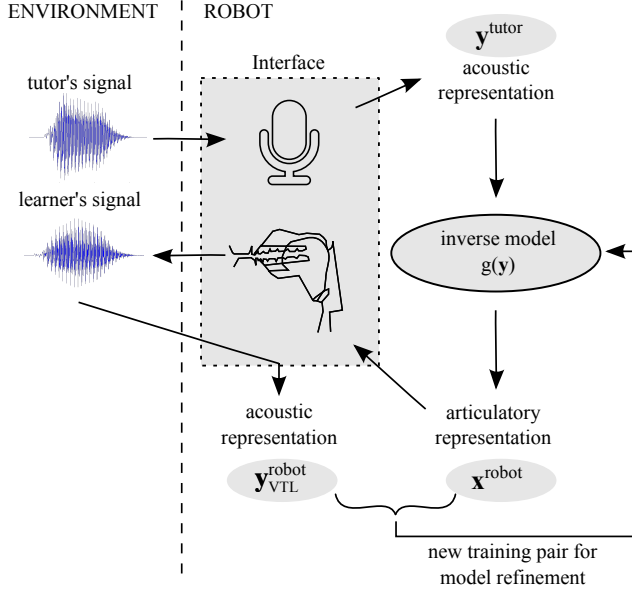 ENVIRONMENT
ROBOT
tutor's signal
learner's signal
Interface
y^tutor
acoustic
representation
inverse model
g(y)
acoustic
representation
y^robot_VTL
articulatory
representation
x^robot
new training pair for
model refinement